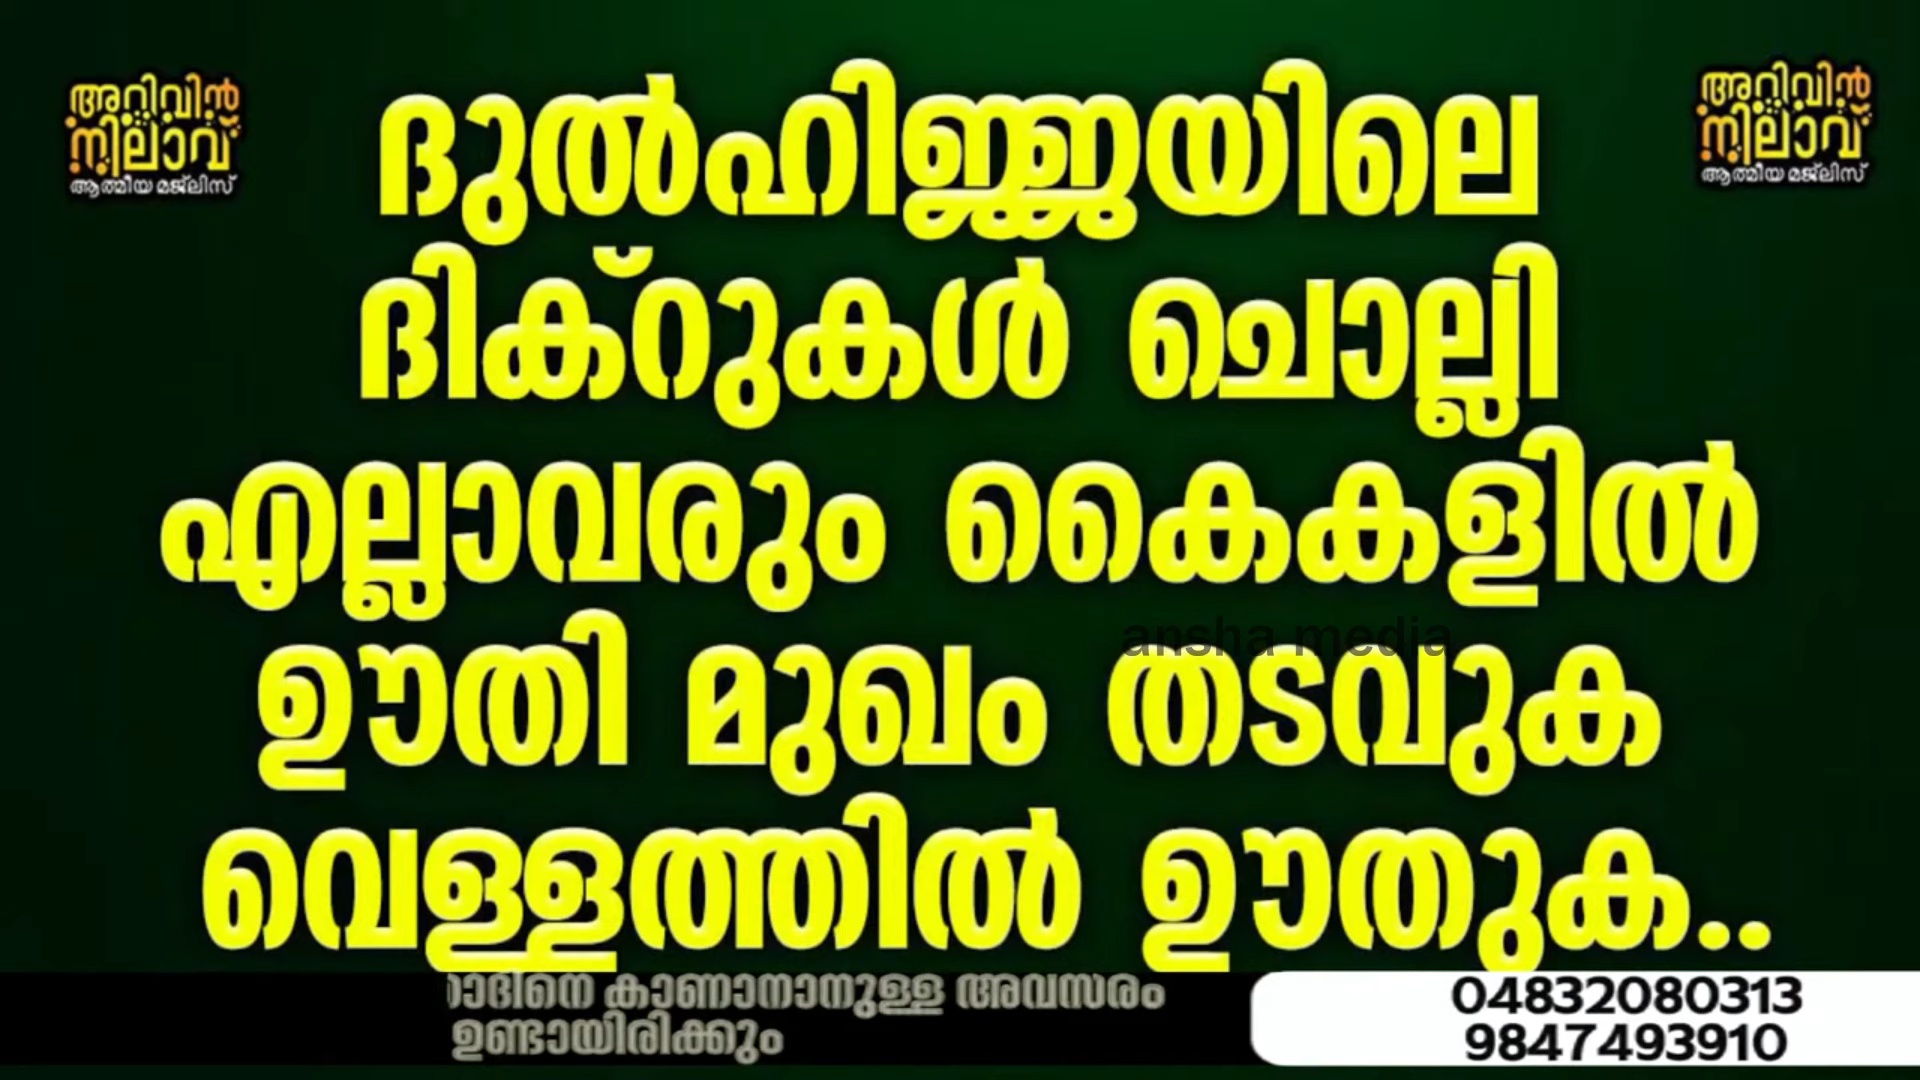 അറിവിൻ
നിലാവ്
ആത്മീയ മജ്ലിസ്
അറിവിൻ
നിലാവ്
ആത്മീയ മജ്ലിസ്
ദുൽഹിജ്ജയിലെ
ദിക്റുകൾ ചൊല്ലി
എല്ലാവരും കൈകളിൽ
ഊതി മുഖം തടവുക
വെള്ളത്തിൽ ഊതുക..
ansha media
കാണാനാനുള്ള അവസരം
ഉണ്ടായിരിക്കും
04832080313
9847493910